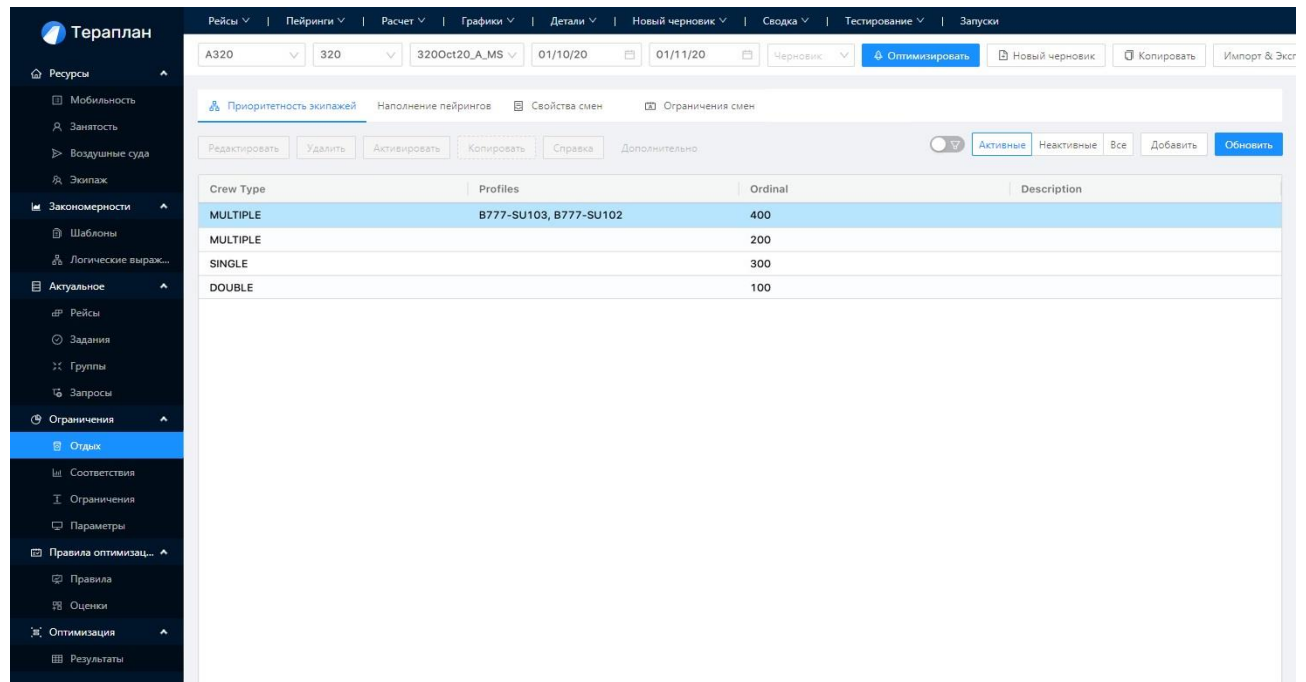 Тераплан
Рейсы | Пейринги | Расчет | Графики | Детали | Новый черновик | Сводка | Тестирование | Запуски
A320 320 320Oct20_A_MS 01/10/20 01/11/20 Черновик Оптимизировать Новый черновик Копировать Импорт & Эксп
Ресурсы
Мобильность
Занятость
Воздушные суда
Экипаж
Закономерности
Шаблоны
Логические выраж...
Актуальное
Рейсы
Задания
Группы
Запросы
Ограничения
Отдых
Соответствия
Ограничения
Параметры
Правила оптимизац...
Правила
Оценки
Оптимизация
Результаты
Приоритетность экипажей Наполнение пейрингов Свойства смен Ограничения смен
Редактировать Удалить Активировать Копировать Справка Дополнительно Активные Неактивные Все Добавить Обновить
Crew Type Profiles Ordinal Description
MULTIPLE B777-SU103, B777-SU102 400
MULTIPLE 200
SINGLE 300
DOUBLE 100